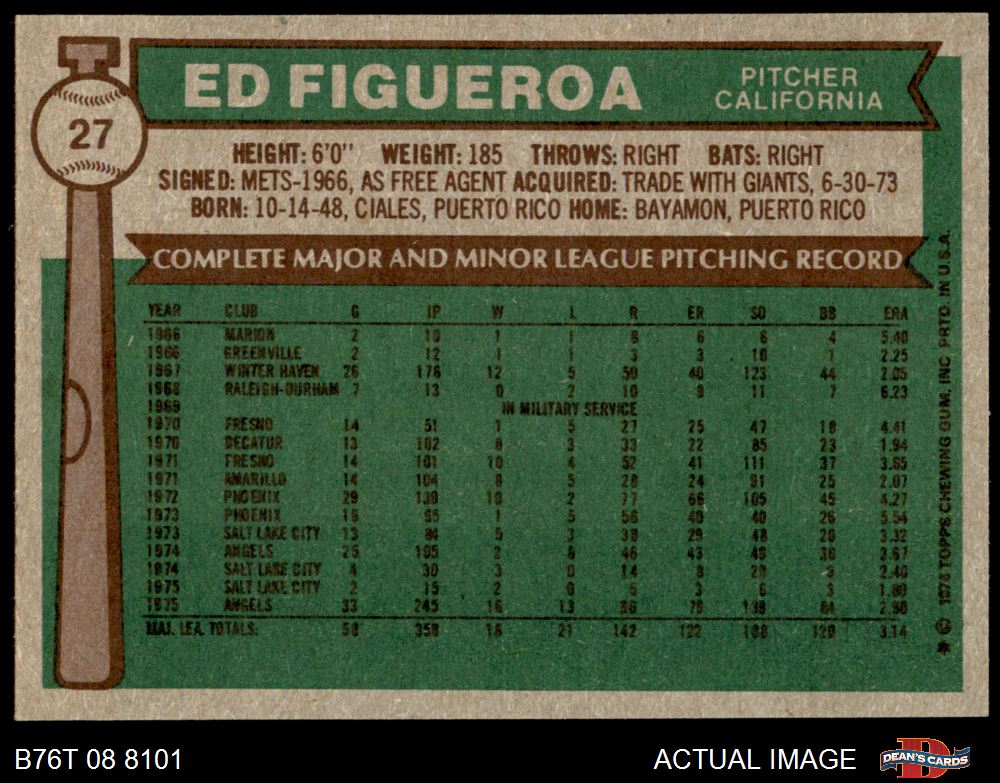 27
ED FIGUEROA
PITCHER
CALIFORNIA
HEIGHT: 6'0" WEIGHT: 185 THROWS: RIGHT BATS: RIGHT
SIGNED: METS-1966, AS FREE AGENT ACQUIRED: TRADE WITH GIANTS, 6-30-73
BORN: 10-14-48, CIALES, PUERTO RICO HOME: BAYAMON, PUERTO RICO
COMPLETE MAJOR AND MINOR LEAGUE PITCHING RECORD
YEAR CLUB G IP W L R ER SO BB ERA
1966 MARION 2 10 1 1 8 6 6 4 5.40
1966 GREENVILLE 2 12 1 1 3 3 10 1 2.25
1967 WINTER HAVEN 26 176 12 5 50 40 123 44 2.05
1968 RALEIGH-DURHAM 7 13 0 2 10 9 11 7 6.23
1969 IN MILITARY SERVICE
1970 FRESNO 14 51 1 5 27 25 47 18 4.41
1970 DECATUR 13 102 8 3 33 22 85 23 1.94
1971 FRESNO 14 101 10 4 52 41 111 37 3.65
1971 AMARILLO 14 104 8 5 28 24 91 25 2.07
1972 PHOENIX 29 139 10 2 77 66 105 45 4.27
1973 PHOENIX 16 65 1 5 56 40 40 26 5.54
1973 SALT LAKE CITY 13 5 3 29 48 3.32
1974 ANGELS 25 105 2 8 46 43 49 36 3.67
1974 SALT LAKE CITY 4 30 3 0 14 8 9 2.40
1975 SALT LAKE CITY 2 15 2 0 5 3 6 3 1.80
1975 ANGELS 33 245 16 13 139 84
MAJ. LEA. TOTALS: 58 18 21 142 122 188 120 3.14
✱ © 1976 TOPPS CHEWING GUM, INC. PRTD. IN U.S.A.
B76T 08 8101
ACTUAL IMAGE
DEAN'S CARDS